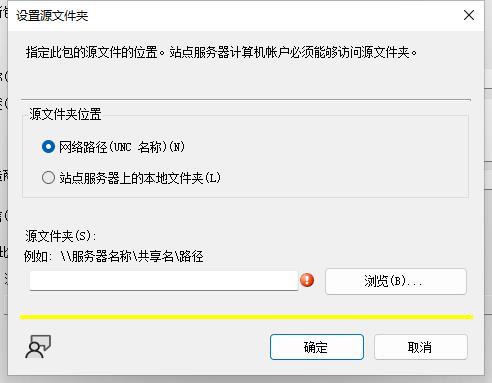 设置源文件夹
指定此包的源文件的位置。站点服务器计算机帐户必须能够访问源文件夹。
源文件夹位置
网络路径(UNC 名称)(N)
站点服务器上的本地文件夹(L)
源文件夹(S):
例如: \\服务器名称\共享名\路径
浏览(B)...
确定
取消